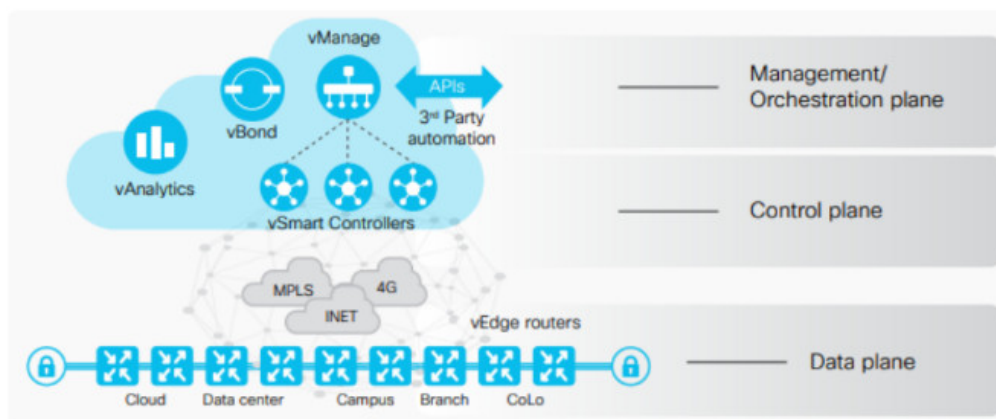 vManage
APIs
3rd Party
automation
vBond
vAnalytics
vSmart Controllers
Management/
Orchestration plane
Control plane
MPLS
4G
INET
vEdge routers
Data plane
Cloud
Data center
Campus
Branch
CoLo